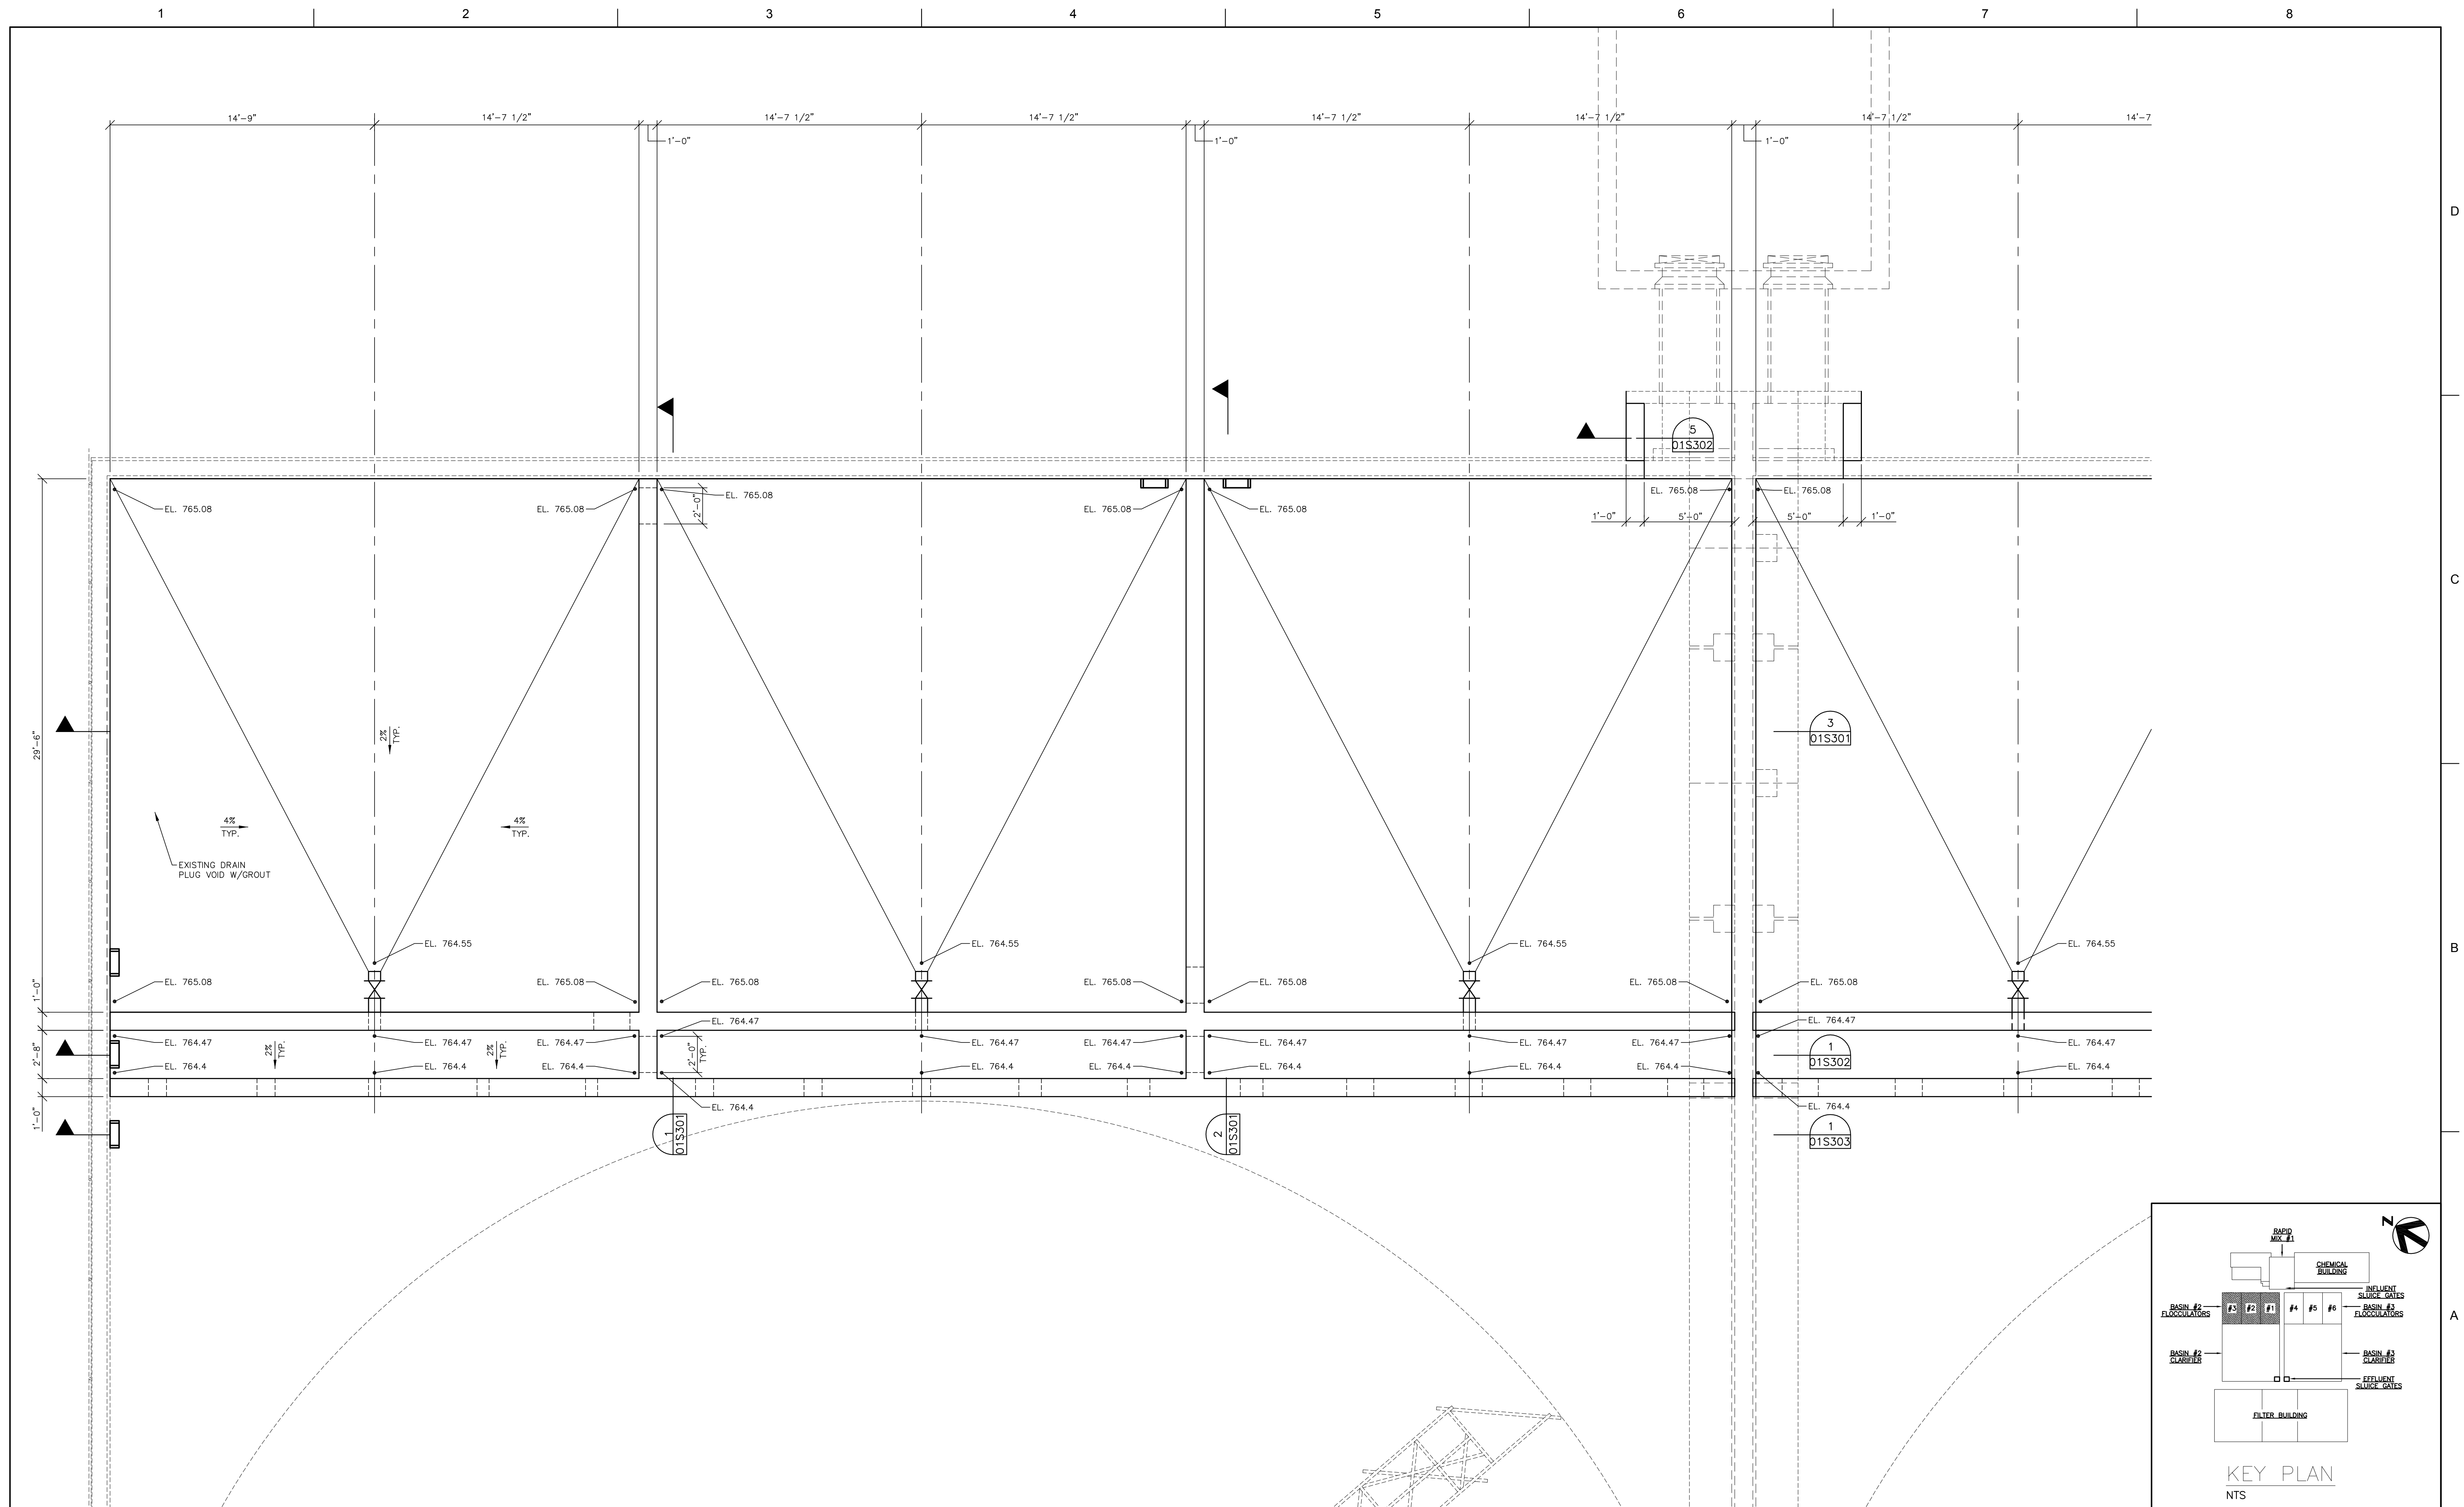 1 2 3 4 5 6 7 8
14'-9" 14'-7 1/2" 14'-7 1/2" 14'-7 1/2" 14'-7 1/2" 14'-7 1/2" 14'-7 1/2" 14'-7
1'-0" 1'-0" 1'-0"
D
5
01S302
EL. 765.08 EL. 765.08 EL. 765.08 EL. 765.08 EL. 765.08 EL. 765.08 EL. 765.08
2'-0"
1'-0" 5'-0" 5'-0" 1'-0"
C
29'-6"
2%
TYP.
3
01S301
4%
TYP.
4%
TYP.
EXISTING DRAIN
PLUG VOID W/GROUT
EL. 764.55 EL. 764.55 EL. 764.55 EL. 764.55
B
EL. 765.08 EL. 765.08 EL. 765.08 EL. 765.08 EL. 765.08 EL. 765.08 EL. 765.08
1'-0"
EL. 764.47 EL. 764.47
EL. 764.47 EL. 764.47 EL. 764.47 EL. 764.47 EL. 764.47 EL. 764.47 EL. 764.47 EL. 764.47 EL. 764.47
2'-8"
2%
TYP.
2%
TYP.
2'-0"
TYP.
1
01S302
EL. 764.4 EL. 764.4 EL. 764.4 EL. 764.4 EL. 764.4 EL. 764.4 EL. 764.4 EL. 764.4 EL. 764.4
EL. 764.4 EL. 764.4
1'-0"
1
01S301
2
01S301
1
01S303
N
RAPID
MIX #1
CHEMICAL
BUILDING
INFLUENT
SLUICE GATES
BASIN #2
FLOCCULATORS
#3 #2 #1 #4 #5 #6
BASIN #3
FLOCCULATORS
A
BASIN #2
CLARIFIER
BASIN #3
CLARIFIER
EFFLUENT
SLUICE GATES
FILTER BUILDING
KEY PLAN
NTS